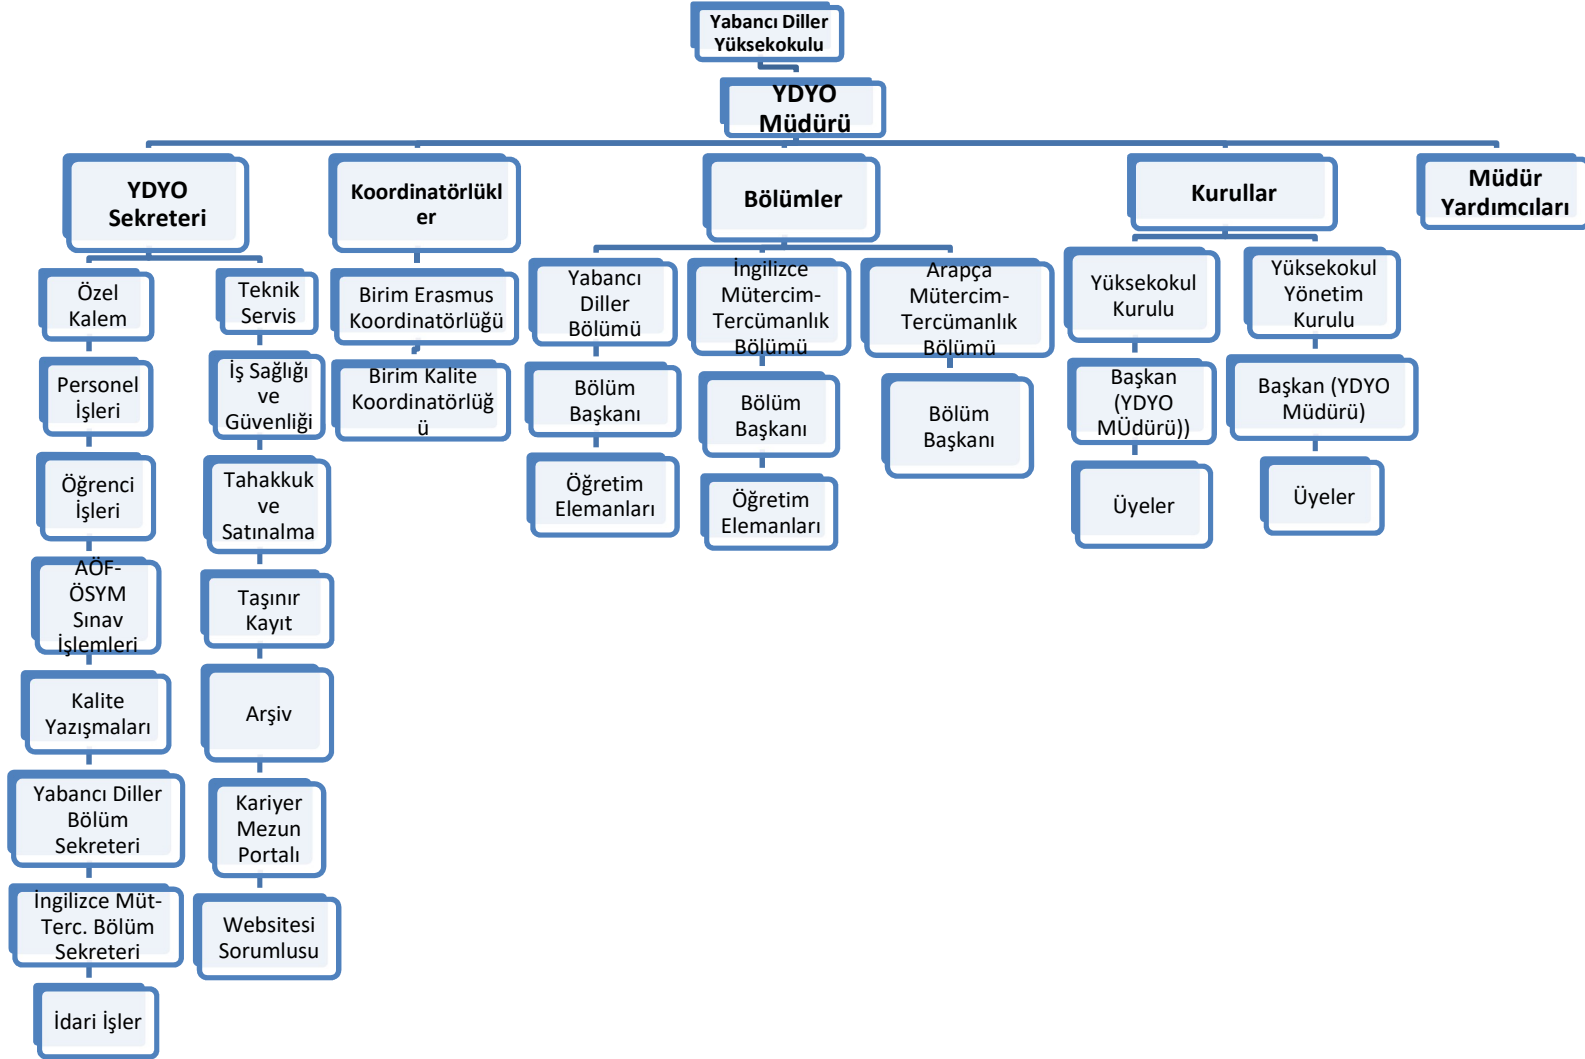 Yabancı Diller
Yüksekokulu
YDYO
Müdürü
YDYO
Sekreteri
Koordinatörlükl
er
Bölümler
Kurullar
Müdür
Yardımcıları
Özel
Kalem
Personel
İşleri
Öğrenci
İşleri
AÖF-
ÖSYM
Sınav
İşlemleri
Kalite
Yazışmaları
Yabancı Diller
Bölüm
Sekreteri
İngilizce Müt-
Terc. Bölüm
Sekreteri
İdari İşler
Teknik
Servis
İş Sağlığı
ve
Güvenliği
Tahakkuk
ve
Satınalma
Taşınır
Kayıt
Arşiv
Kariyer
Mezun
Portalı
Websitesi
Sorumlusu
Birim Erasmus
Koordinatörlüğü
Birim Kalite
Koordinatörlüğ
ü
Yabancı
Diller
Bölümü
Bölüm
Başkanı
Öğretim
Elemanları
İngilizce
Mütercim-
Tercümanlık
Bölümü
Bölüm
Başkanı
Öğretim
Elemanları
Arapça
Mütercim-
Tercümanlık
Bölümü
Bölüm
Başkanı
Yüksekokul
Kurulu
Başkan
(YDYO
MÜdürü))
Üyeler
Yüksekokul
Yönetim
Kurulu
Başkan (YDYO
Müdürü)
Üyeler